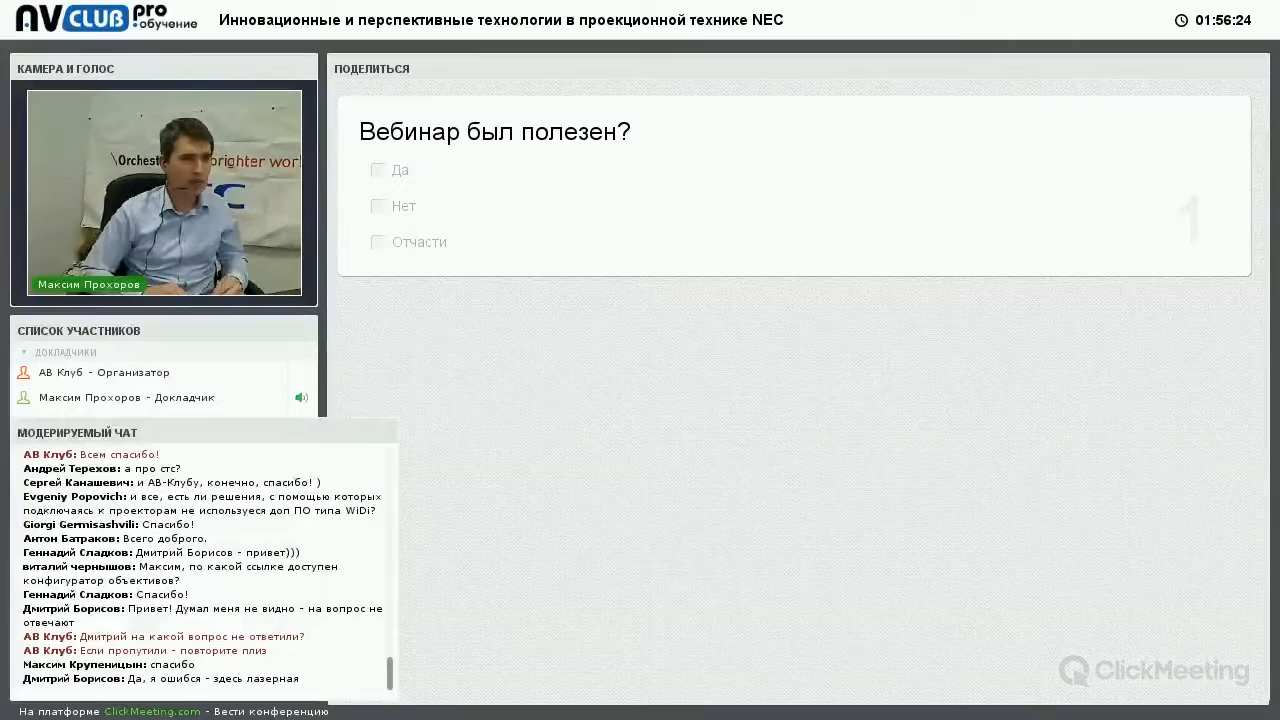 AV CLUB pro
:обучение
Инновационные и перспективные технологии в проекционной технике NEC
01:56:24
КАМЕРА И ГОЛОС
\Orchest
brighter wor
Максим Прохоров
СПИСОК УЧАСТНИКОВ
ДОКЛАДЧИКИ
АВ Клуб - Организатор
Максим Прохоров - Докладчик
МОДЕРИРУЕМЫЙ ЧАТ
АВ Клуб: Всем спасибо!
Андрей Терехов: а про стс?
Сергей Канашевич: и АВ-Клубу, конечно, спасибо! )
Evgeniy Popovich: и все, есть ли решения, с помощью которых
подключаясь к проекторам не используеся доп ПО типа WiDi?
Giorgi Germisashvili: Спасибо!
Антон Батраков: Всего доброго.
Геннадий Сладков: Дмитрий Борисов - привет)))
виталий чернышов: Максим, по какой ссылке доступен
конфигуратор объективов?
Геннадий Сладков: Спасибо!
Дмитрий Борисов: Привет! Думал меня не видно - на вопрос не
отвечают
АВ Клуб: Дмитрий на какой вопрос не ответили?
АВ Клуб: Если пропутили - повторите плиз
Максим Крупеницын: спасибо
Дмитрий Борисов: Да, я ошибся - здесь лазерная
ПОДЕЛИТЬСЯ
Вебинар был полезен?
Да
Нет
Отчасти
1
ClickMeeting
На платформе ClickMeeting.com - Вести конференцию